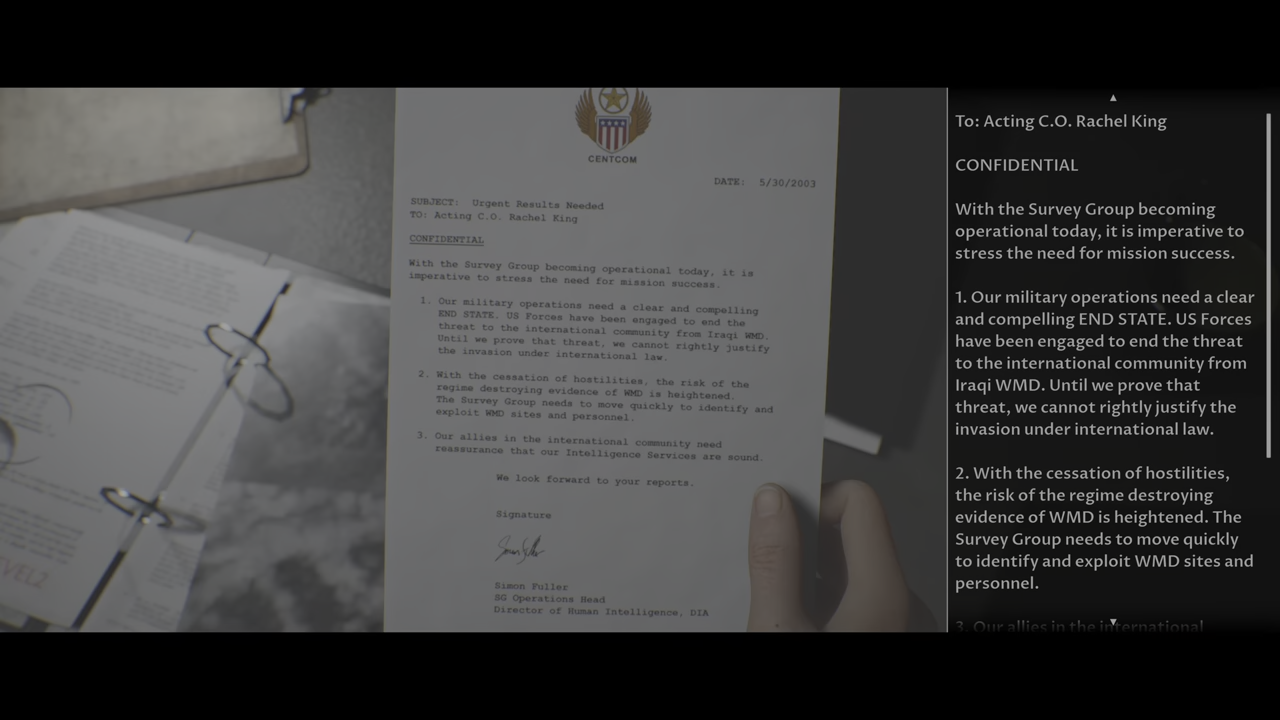 CENTCOM
DATE: 5/30/2003
SUBJECT: Urgent Results Needed
TO: Acting C.O. Rachel King
CONFIDENTIAL
With the Survey Group becoming operational today, it is
imperative to stress the need for mission success.
1. Our military operations need a clear and compelling
END STATE. US Forces have been engaged to end the
threat to the international community from Iraqi WMD.
Until we prove that threat, we cannot rightly justify
the invasion under international law.
2. With the cessation of hostilities, the risk of the
regime destroying evidence of WMD is heightened.
The Survey Group needs to move quickly to identify and
exploit WMD sites and personnel.
3. Our allies in the international community need
reassurance that our Intelligence Services are sound.
We look forward to your reports.
Signature
Simon Fuller
SG Operations Head
Director of Human Intelligence, DIA
To: Acting C.O. Rachel King
CONFIDENTIAL
With the Survey Group becoming
operational today, it is imperative to
stress the need for mission success.
1. Our military operations need a clear
and compelling END STATE. US Forces
have been engaged to end the threat
to the international community from
Iraqi WMD. Until we prove that
threat, we cannot rightly justify the
invasion under international law.
2. With the cessation of hostilities,
the risk of the regime destroying
evidence of WMD is heightened. The
Survey Group needs to move quickly
to identify and exploit WMD sites and
personnel.
3. Our allies in the international